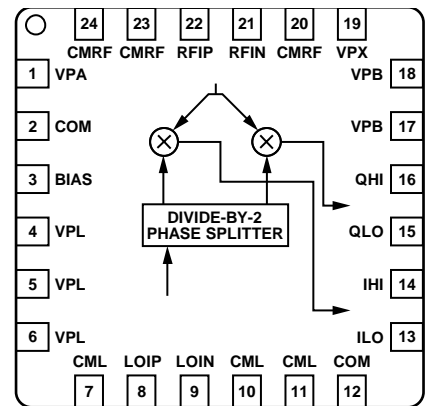 24 23 22 21 20 19
CMRF CMRF RFIP RFIN CMRF VPX
1 VPA
VPB 18
2 COM
VPB 17
3 BIAS
QHI 16
DIVIDE-BY-2
PHASE SPLITTER
4 VPL
QLO 15
5 VPL
IHI 14
6 VPL
ILO 13
CML LOIP LOIN CML CML COM
7 8 9 10 11 12